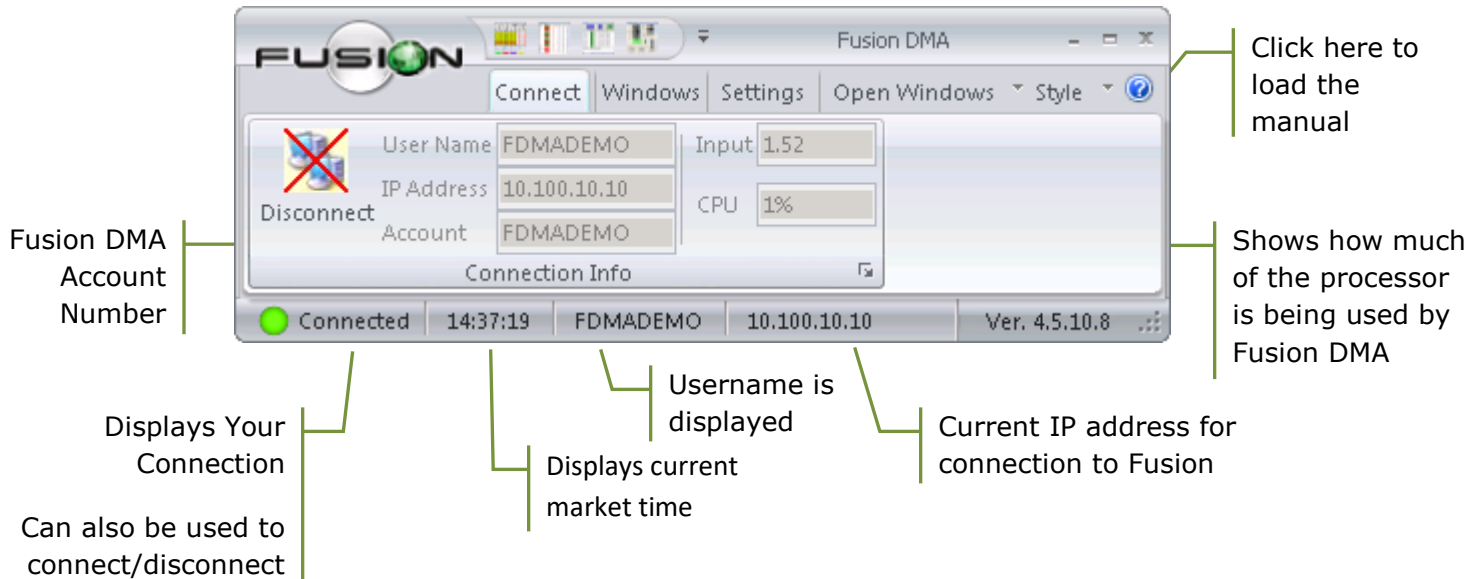 FUSION
Fusion DMA
Connect Windows Settings Open Windows Style
User Name FDMADEMO Input 1.52
IP Address 10.100.10.10
CPU 1%
Disconnect
Account FDMADEMO
Connection Info
Connected 14:37:19 FDMADEMO 10.100.10.10 Ver. 4.5.10.8
Click here to
load the
manual
Fusion DMA
Account
Number
Shows how much
of the processor
is being used by
Fusion DMA
Displays Your
Connection
Can also be used to
connect/disconnect
Displays current
market time
Username is
displayed
Current IP address for
connection to Fusion